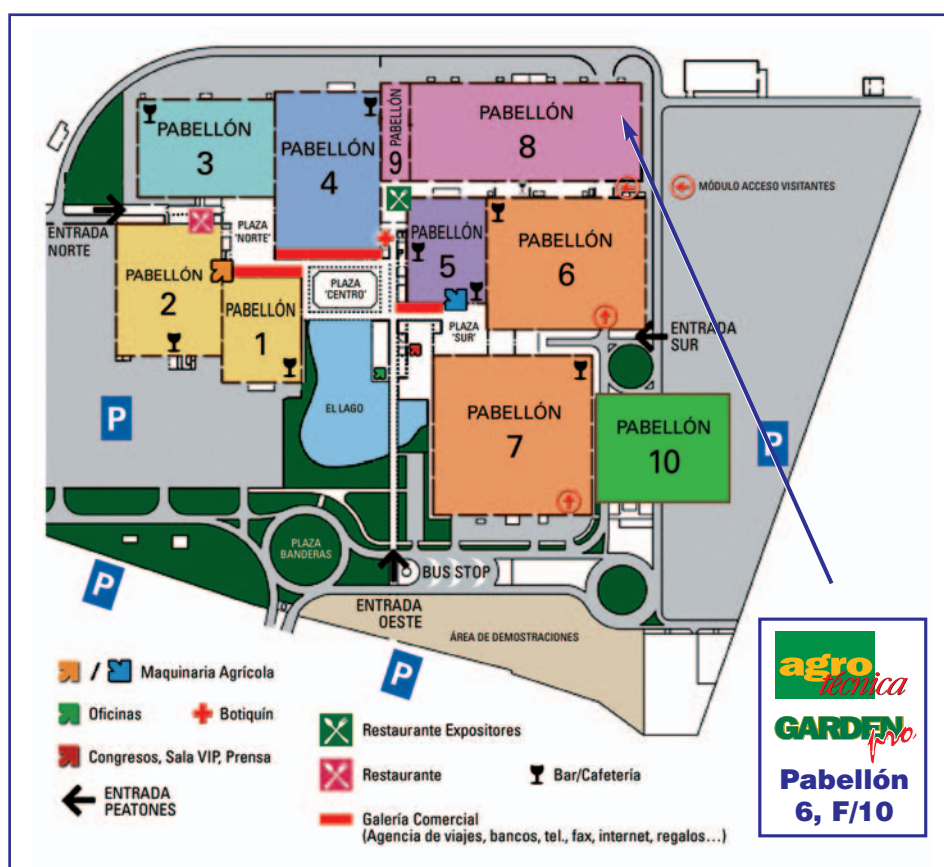 PABELLÓN
3
PABELLÓN
4
PABELLÓN
9
PABELLÓN
8
MÓDULO ACCESO VISITANTES
ENTRADA
NORTE
PLAZA
'NORTE'
PABELLÓN
5
PABELLÓN
6
PABELLÓN
2
PABELLÓN
1
PLAZA
'CENTRO'
PLAZA
'SUR'
ENTRADA
SUR
EL LAGO
P
PABELLÓN
7
PABELLÓN
10
P
PLAZA
BANDERAS
BUS STOP
P
ENTRADA
OESTE
ÁREA DE DEMOSTRACIONES
P
/ Maquinaria Agrícola
Oficinas
Botiquín
Congresos, Sala VIP, Prensa
ENTRADA
PEATONES
Restaurante Expositores
Restaurante
Bar/Cafetería
Galería Comercial
(Agencia de viajes, bancos, tel., fax, internet, regalos...)
agro
técnica
GARDEN
pro
Pabellón
6, F/10